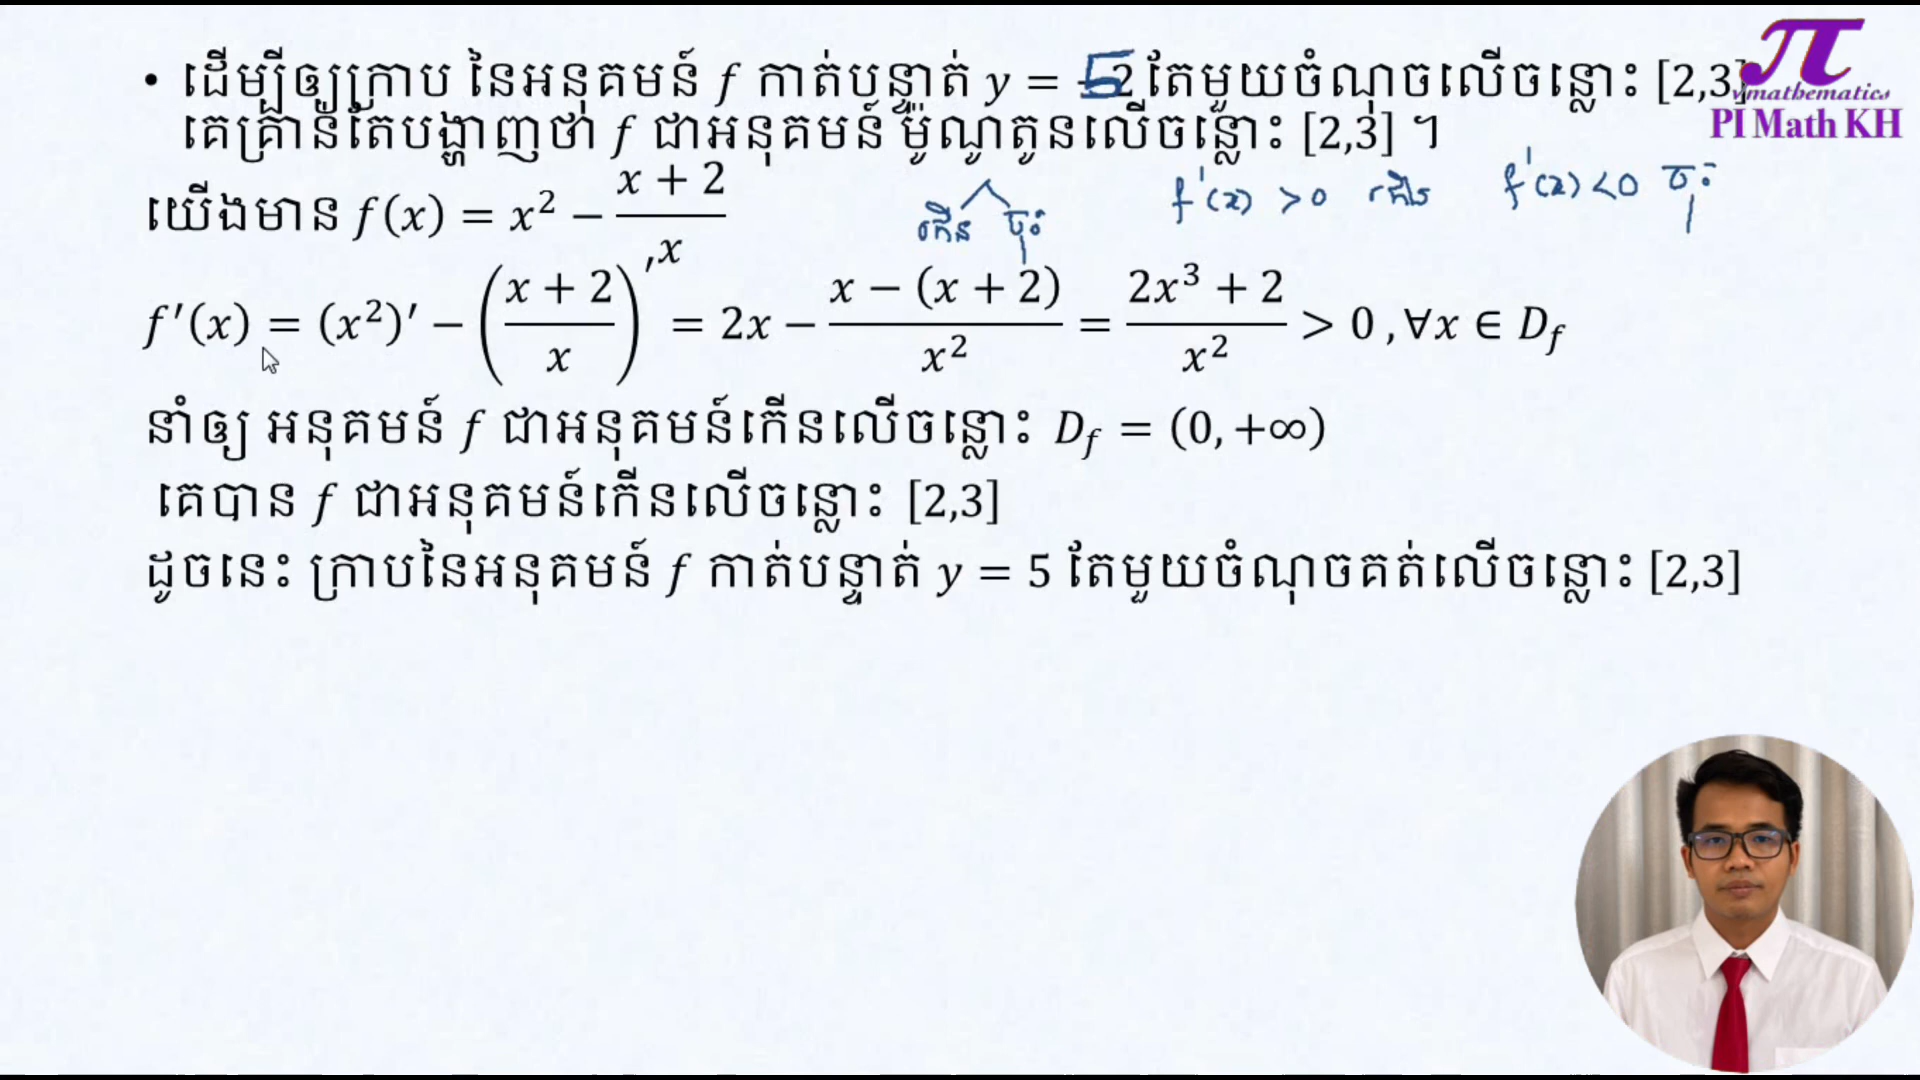 • ដើម្បីឲ្យក្រាប នៃអនុគមន៍ f កាត់បន្ទាត់ y = 5 តែមួយចំណុចលើចន្លោះ [2,3]
គេគ្រាន់តែបង្ហាញថា f ជាអនុគមន៍ ម៉ូណូតូនលើចន្លោះ [2,3] ។
π
mathematics
PI Math KH
កើន ចុះ f'(x) > 0 កើន f'(x) < 0 ចុះ
យើងមាន f(x) = x² − (x + 2)/x
f′(x) = (x²)′ − ((x + 2)/x)′ = 2x − (x − (x + 2))/x² = (2x³ + 2)/x² > 0 , ∀x ∈ D_f
នាំឲ្យ អនុគមន៍ f ជាអនុគមន៍កើនលើចន្លោះ D_f = (0, +∞)
គេបាន f ជាអនុគមន៍កើនលើចន្លោះ [2,3]
ដូចនេះ ក្រាបនៃអនុគមន៍ f កាត់បន្ទាត់ y = 5 តែមួយចំណុចគត់លើចន្លោះ [2,3]